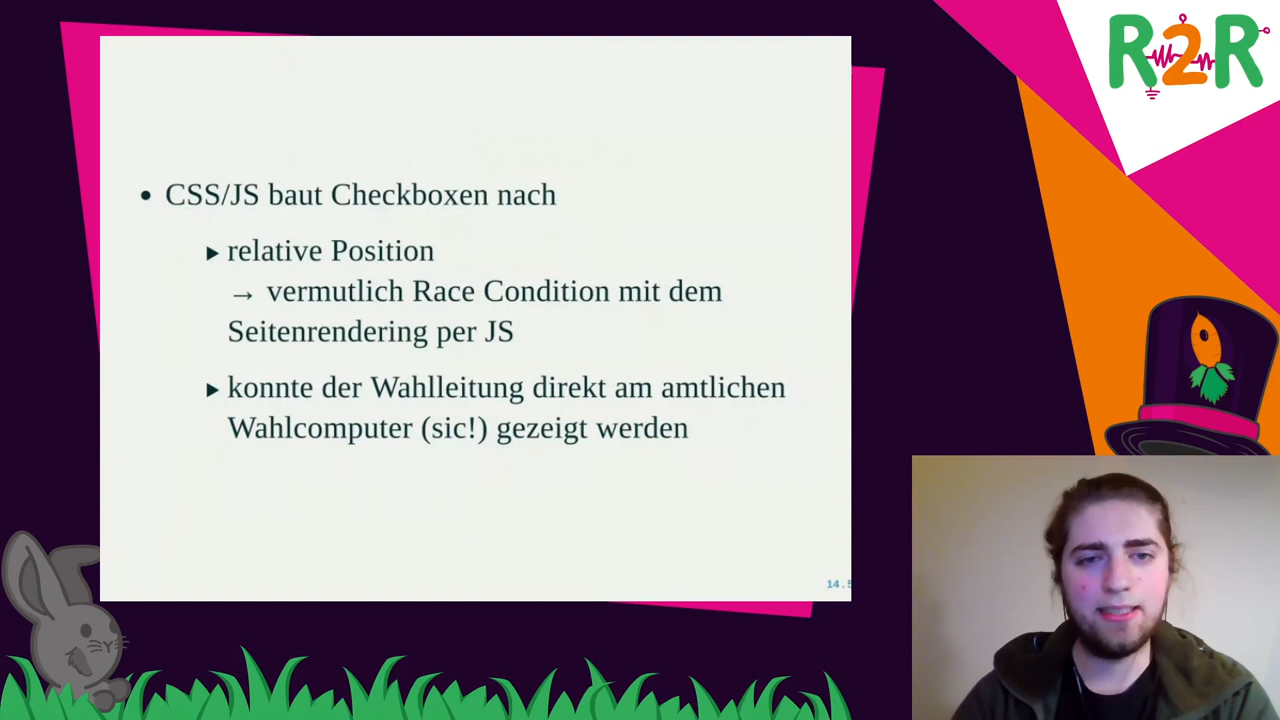 R2R
• CSS/JS baut Checkboxen nach
▶ relative Position
→ vermutlich Race Condition mit dem
Seitenrendering per JS
▶ konnte der Wahlleitung direkt am amtlichen
Wahlcomputer (sic!) gezeigt werden
14.5